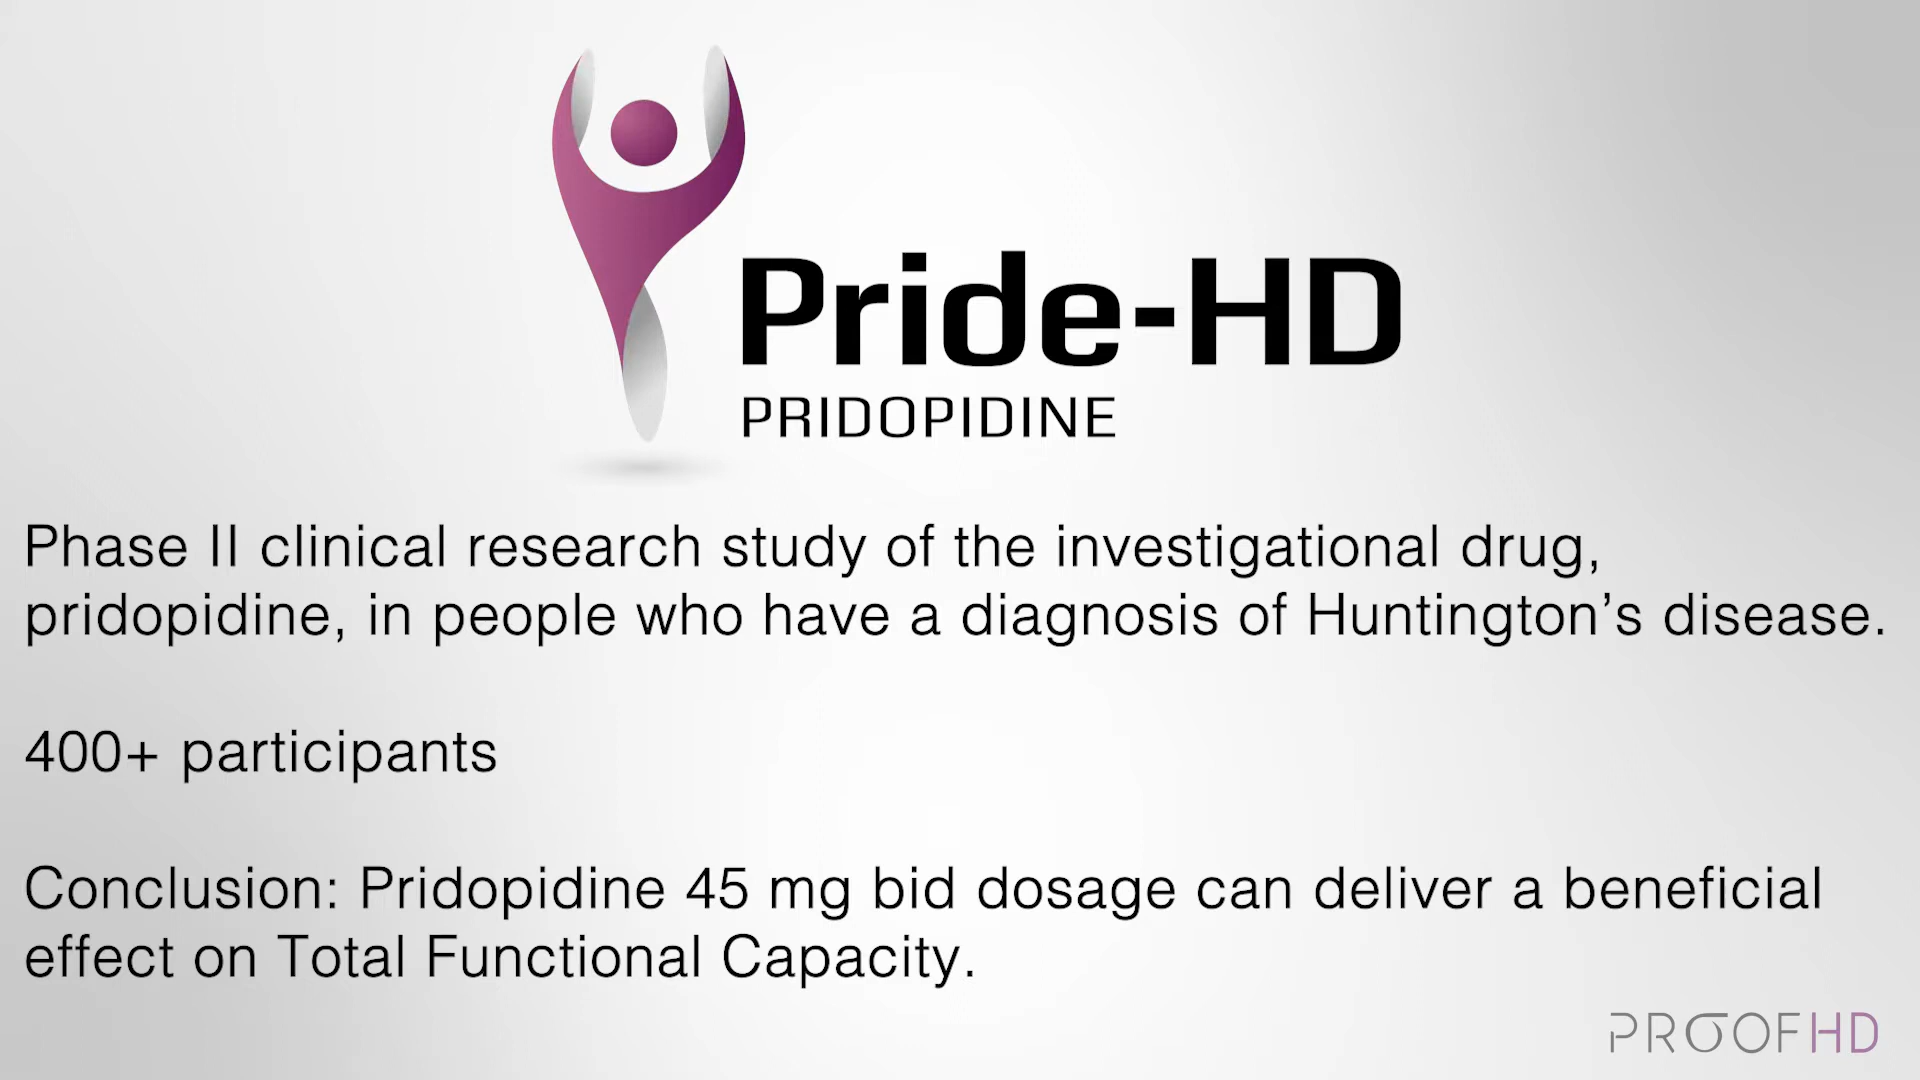 Pride-HD
PRIDOPIDINE
Phase II clinical research study of the investigational drug,
pridopidine, in people who have a diagnosis of Huntington’s disease.
400+ participants
Conclusion: Pridopidine 45 mg bid dosage can deliver a beneficial
effect on Total Functional Capacity.
PROOFHD